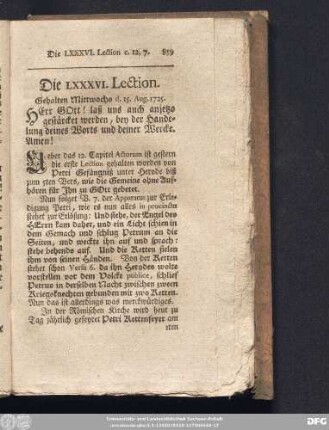 Die LXXXVI. Lection c. 12, 7. 859
Die LXXXVI. Lection.
Gehalten Mittwochs d. 15. Aug. 1725.
HErr GOtt! laß uns auch anjetzo
gestärcket werden, bey der Hand-
lung deines Worts und deiner Wercke.
Amen!
Ueber das 12. Capitel Actorum ist gestern
die erste Lection gehalten worden von
Petri Gefängniß unter Herode biß
zum 5ten Vers, wie die Gemeine ohne Auf-
hören für Ihn zu GOtt gebetet.
Nun folget V. 7. der Apparatus zur Erle-
digung Petri, wie es nun alles in procinctu
stehet zur Erlösung: Und siehe, der Engel des
HErrn kam daher, und ein Licht schien in
dem Gemach und schlug Petrum an die
Seiten, und weckte ihn auf und sprach:
stehe behends auf. Und die Ketten fielen
ihm von seinen Händen. Von der Ketten
stehet schon Versu 6. da ihn Herodes wolte
vorstellen vor dem Volcke publice, schlief
Petrus in derselben Nacht zwischen zween
Kriegsknechten gebunden mit zwo Ketten.
Nun das ist allerdings was merckwürdiges.
In der Römischen Kirche wird heut zu
Tag jährlich gefeyret Petri Kettenfeyer am
1ten